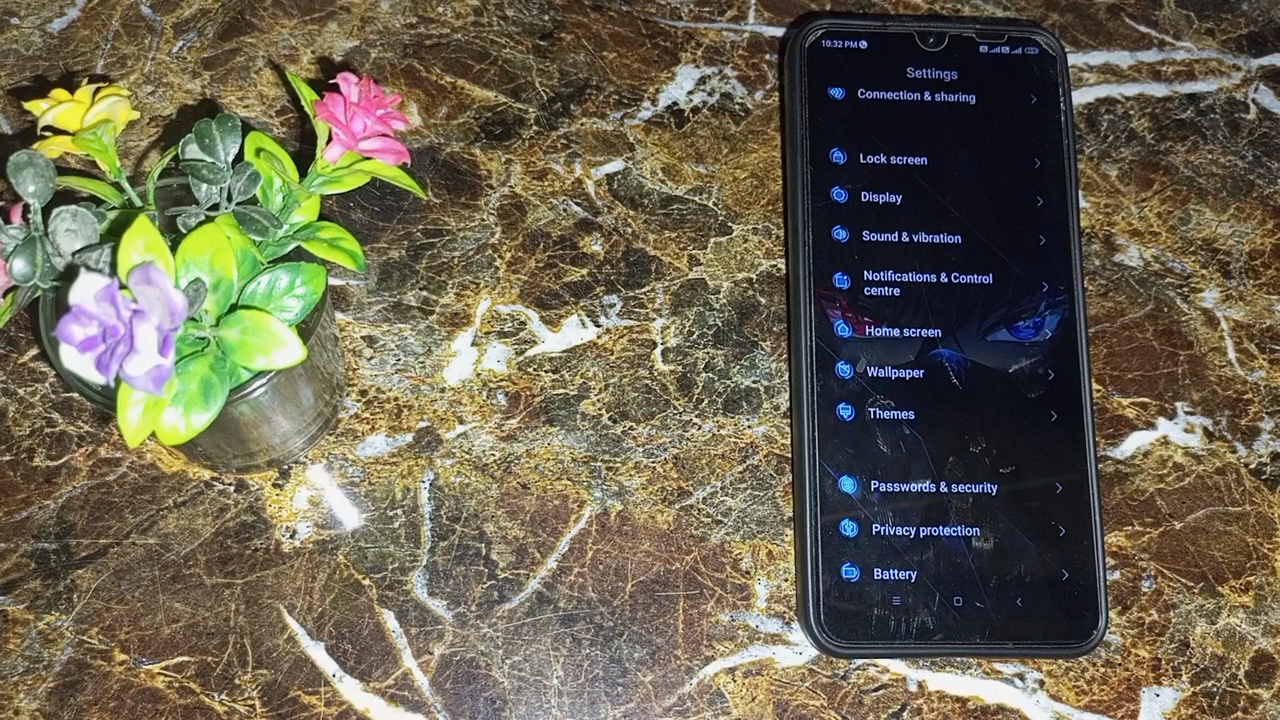 10:32 PM
Settings
Connection & sharing
Lock screen
Display
Sound & vibration
Notifications & Control
centre
Home screen
Wallpaper
Themes
Passwords & security
Privacy protection
Battery